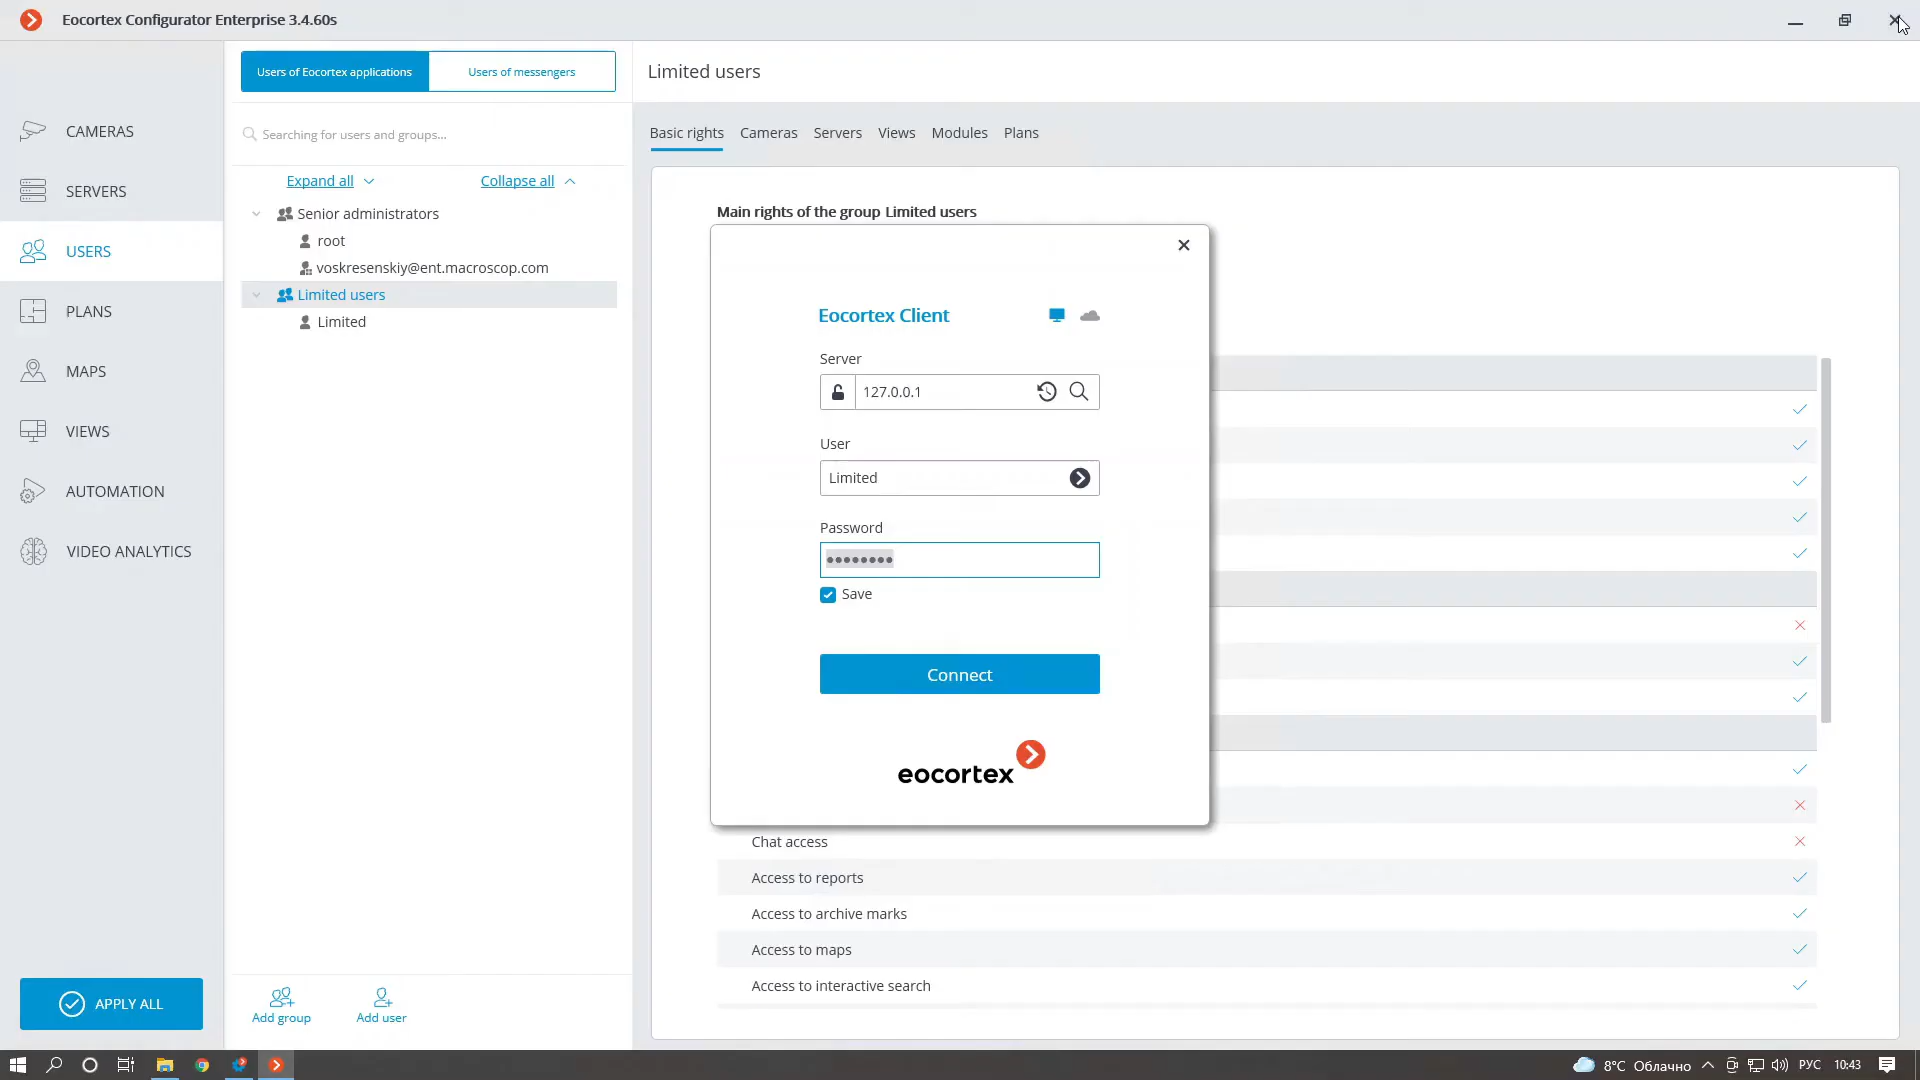 Eocortex Configurator Enterprise 3.4.60s
CAMERAS
SERVERS
USERS
PLANS
MAPS
VIEWS
AUTOMATION
VIDEO ANALYTICS
APPLY ALL
Users of Eocortex applications
Users of messengers
Searching for users and groups...
Expand all
Collapse all
Senior administrators
root
voskresenskiy@ent.macroscop.com
Limited users
Limited
Add group
Add user
Limited users
Basic rights Cameras Servers Views Modules Plans
Main rights of the group Limited users
Eocortex Client
Server
127.0.0.1
User
Limited
Password
••••••••
Save
Connect
eocortex
Chat access
Access to reports
Access to archive marks
Access to maps
Access to interactive search
8°C Облачно
РУС
10:43